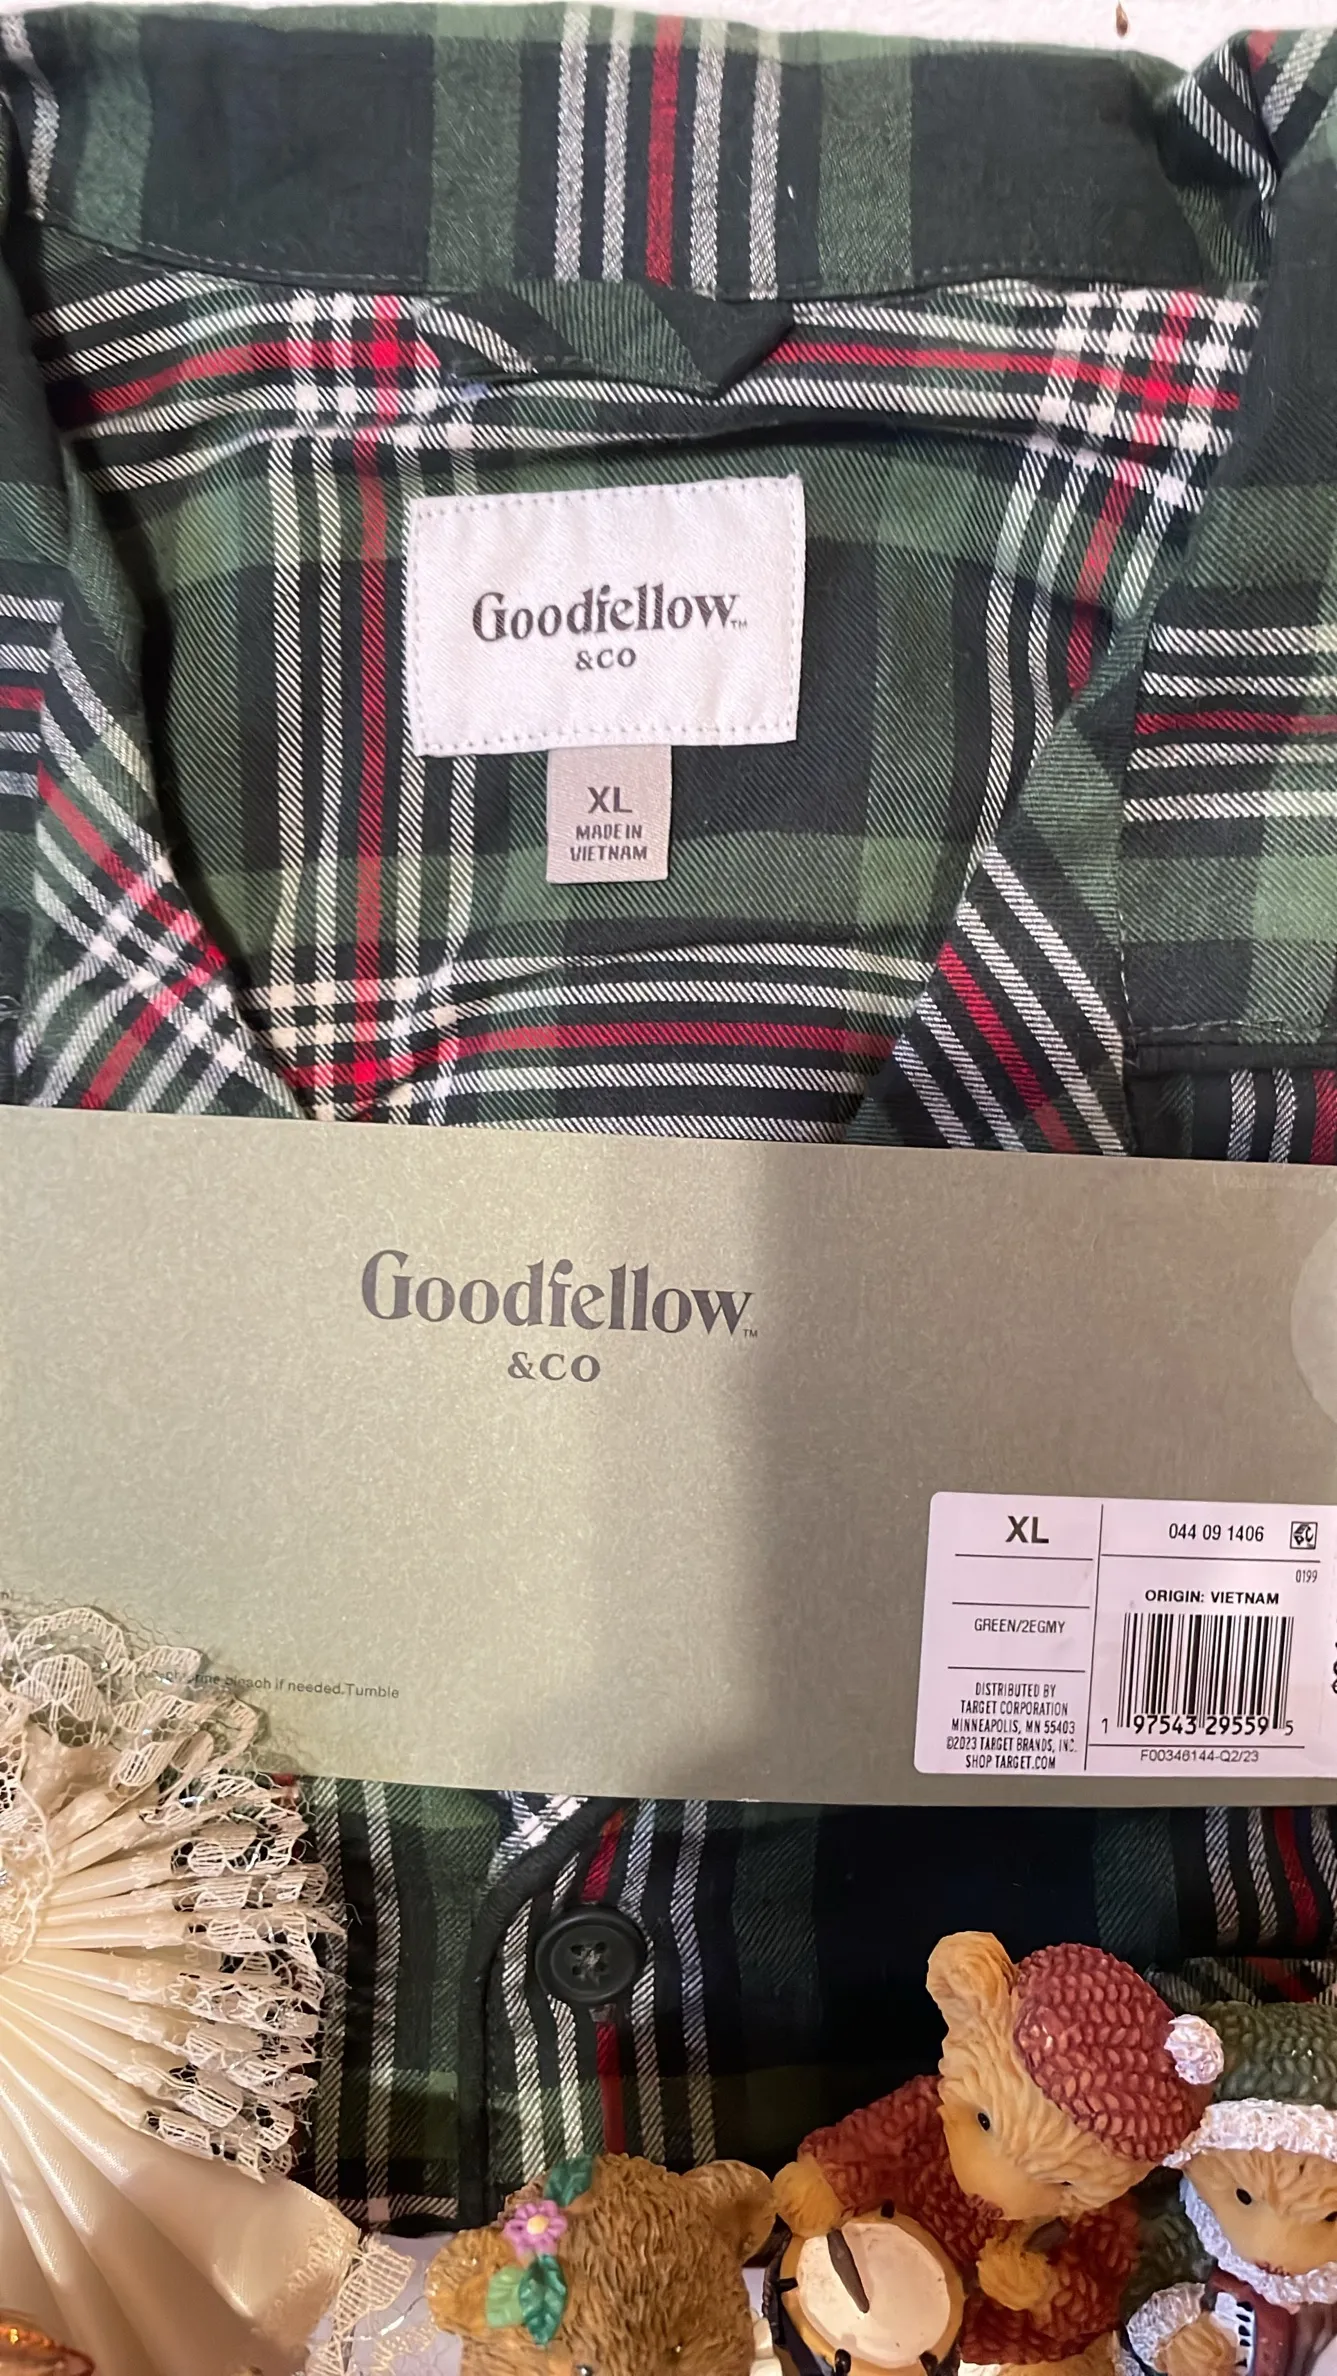 Goodfellow™
&CO
XL
MADE IN
VIETNAM
Goodfellow™
&CO
XL
044 09 1406
0199
ORIGIN: VIETNAM
GREEN/2EGMY
DISTRIBUTED BY
TARGET CORPORATION
MINNEAPOLIS, MN 55403
©2023 TARGET BRANDS, INC.
SHOP TARGET.COM
1 97543 29559 5
F00346144-Q2/23
bleach if needed.Tumble